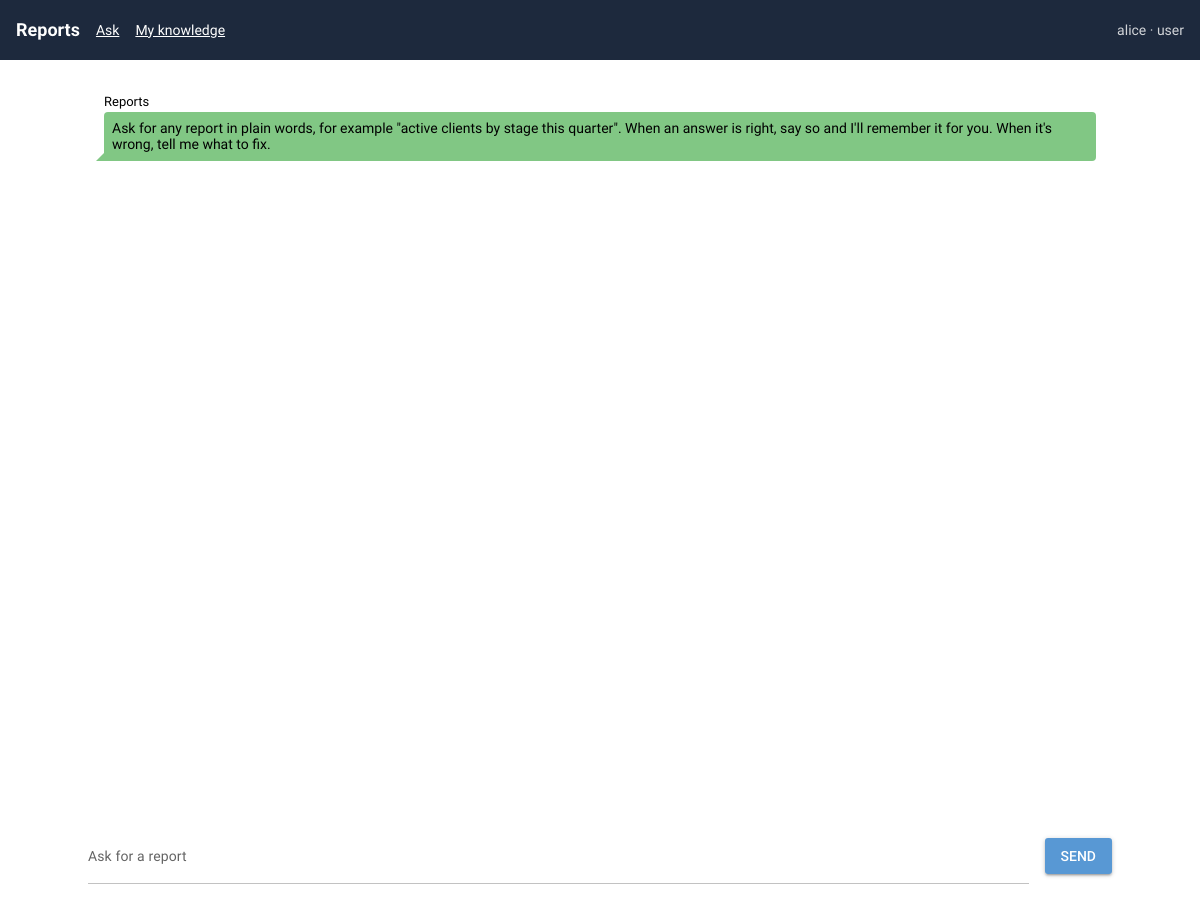 Reports Ask My knowledge alice · user
Reports
Ask for any report in plain words, for example "active clients by stage this quarter". When an answer is right, say so and I'll remember it for you. When it's
wrong, tell me what to fix.
Ask for a report SEND